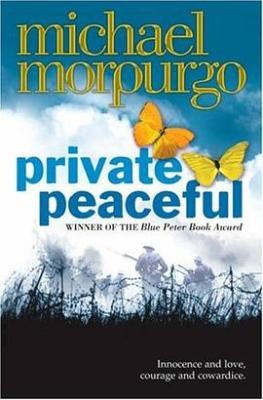 michael
morpurgo
private
peaceful
WINNER OF THE Blue Peter Book Award
Innocence and love,
courage and cowardice.